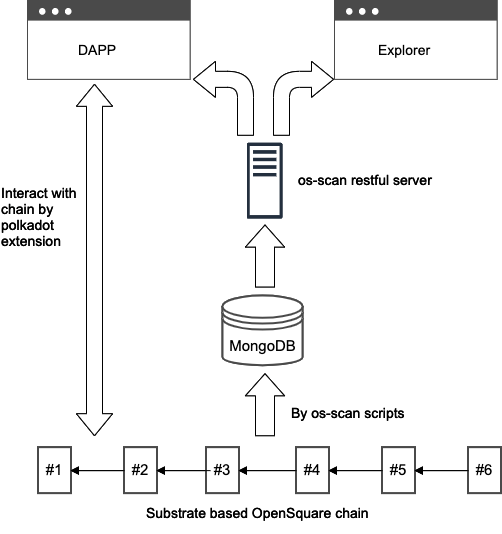 DAPP
Explorer
os-scan restful server
Interact with
chain by
polkadot
extension
MongoDB
By os-scan scripts
#1
#2
#3
#4
#5
#6
Substrate based OpenSquare chain